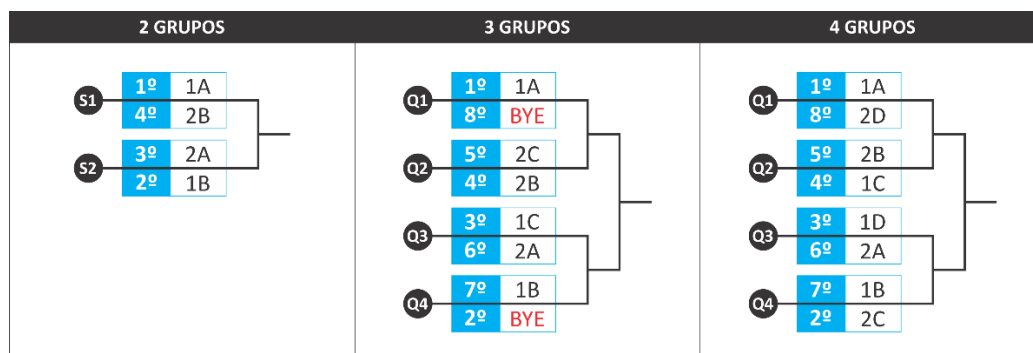 2 GRUPOS
S1
1º 1A
4º 2B
S2
3º 2A
2º 1B
3 GRUPOS
Q1
1º 1A
8º BYE
Q2
5º 2C
4º 2B
Q3
3º 1C
6º 2A
Q4
7º 1B
2º BYE
4 GRUPOS
Q1
1º 1A
8º 2D
Q2
5º 2B
4º 1C
Q3
3º 1D
6º 2A
Q4
7º 1B
2º 2C